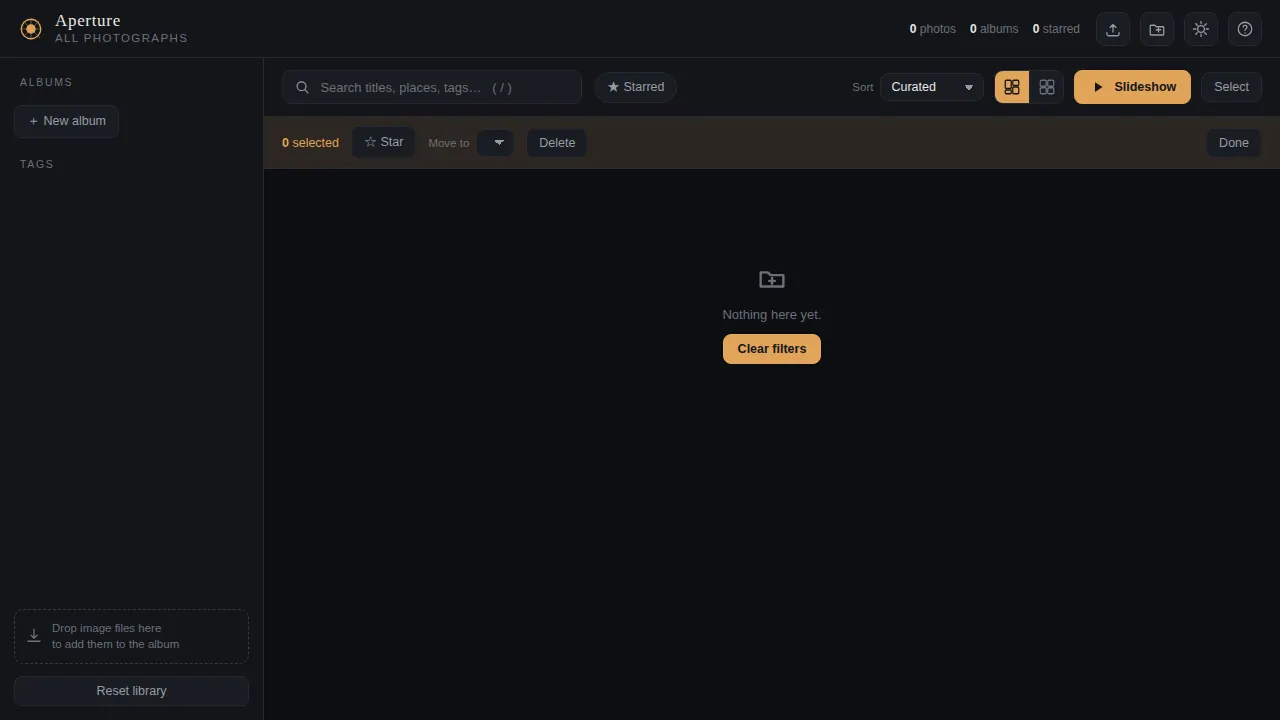 Aperture
ALL PHOTOGRAPHS
0 photos 0 albums 0 starred
ALBUMS
+ New album
TAGS
Search titles, places, tags… ( / )
★ Starred
Sort Curated
Slideshow
Select
0 selected
☆ Star
Move to
Delete
Done
Nothing here yet.
Clear filters
Drop image files here
to add them to the album
Reset library